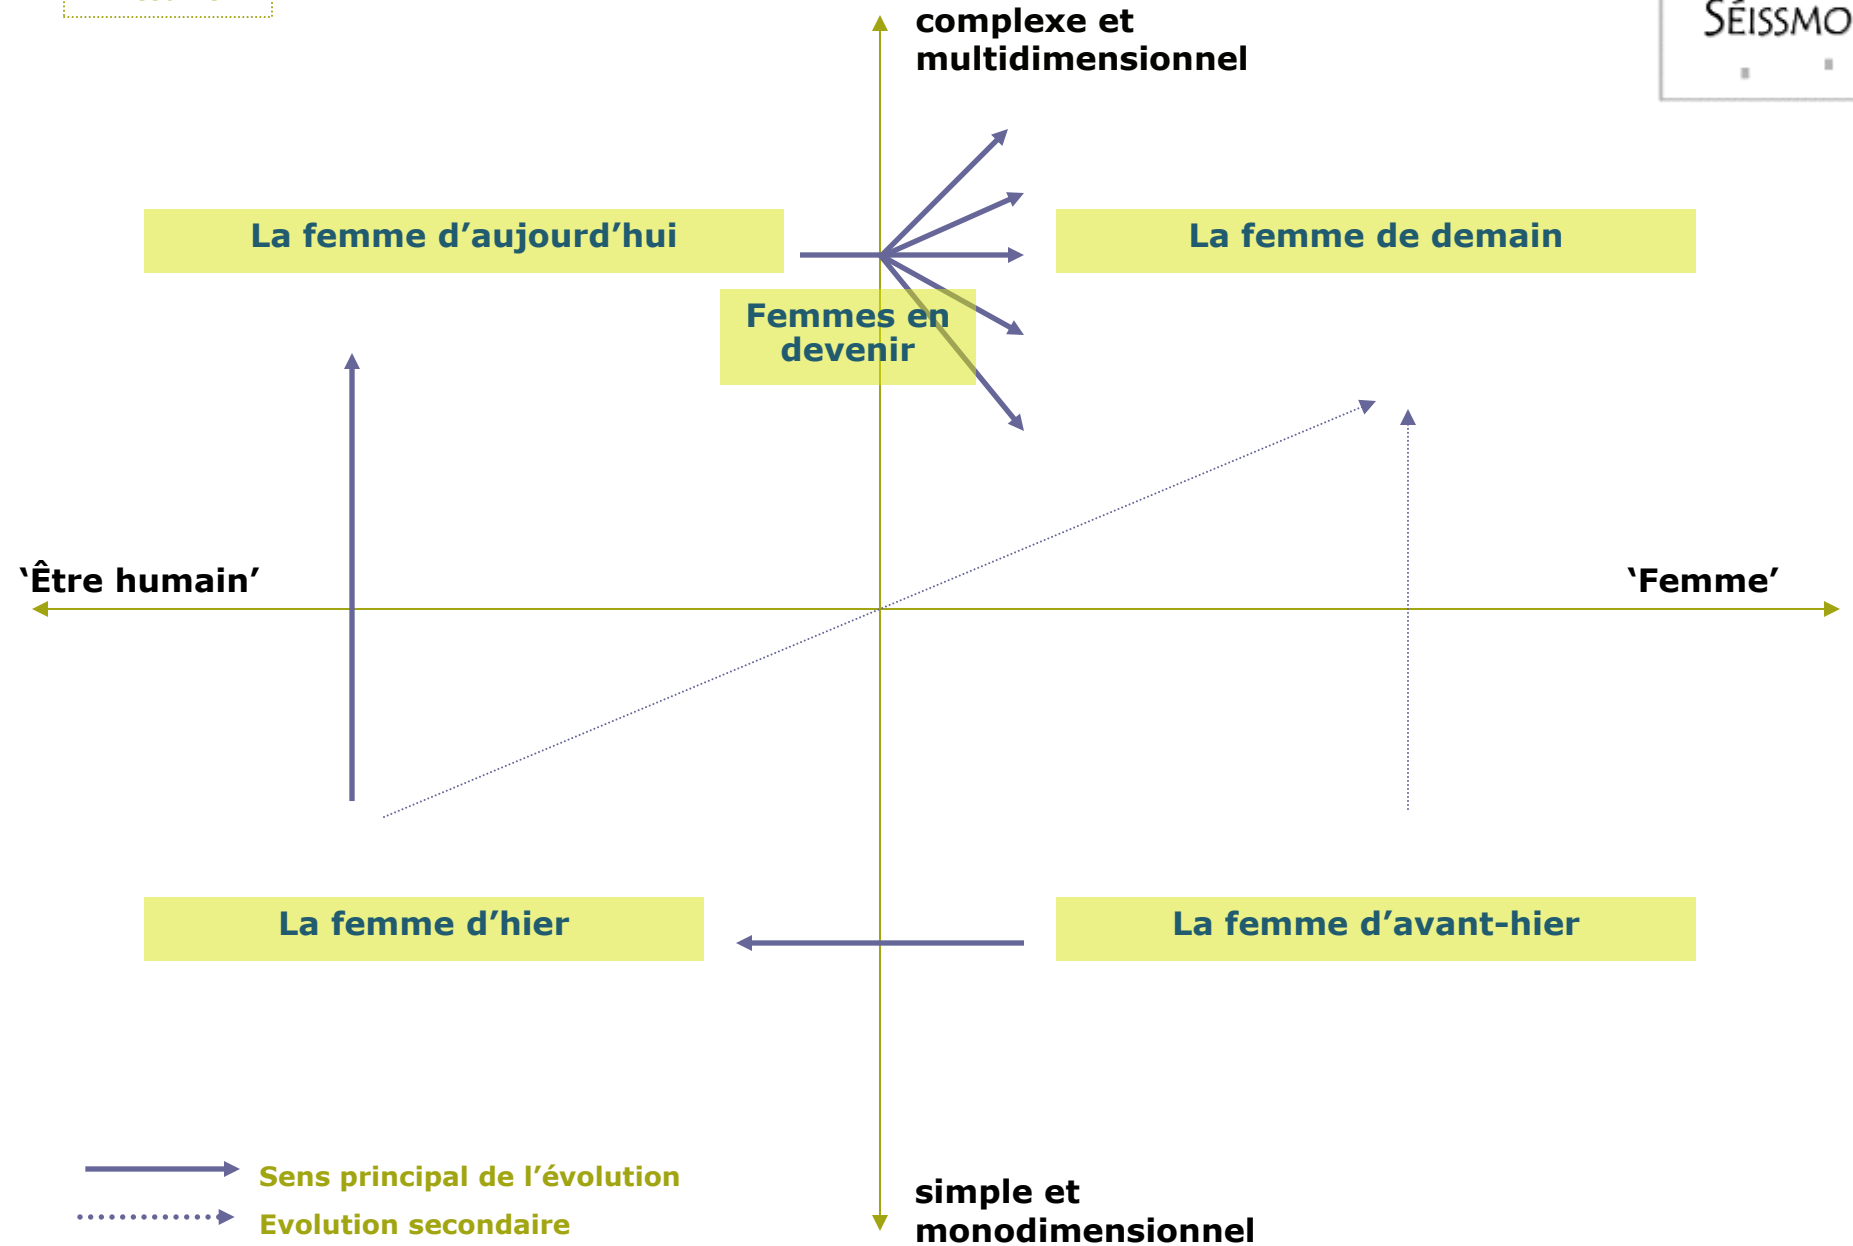 complexe et
multidimensionnel
SÉISSMO
La femme d’aujourd’hui
La femme de demain
Femmes en
devenir
‘Être humain’
‘Femme’
La femme d’hier
La femme d’avant-hier
Sens principal de l’évolution
Evolution secondaire
simple et
monodimensionnel